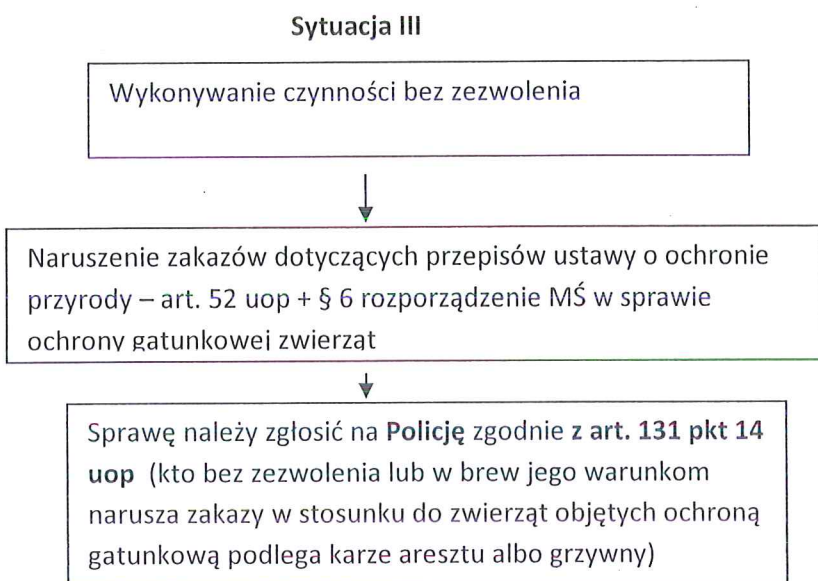 Sytuacja III
Wykonywanie czynności bez zezwolenia
Naruszenie zakazów dotyczących przepisów ustawy o ochronie
przyrody – art. 52 uop + § 6 rozporządzenie MŚ w sprawie
ochrony gatunkowej zwierząt
Sprawę należy zgłosić na Policję zgodnie z art. 131 pkt 14
uop (kto bez zezwolenia lub w brew jego warunkom
narusza zakazy w stosunku do zwierząt objętych ochroną
gatunkową podlega karze aresztu albo grzywny)